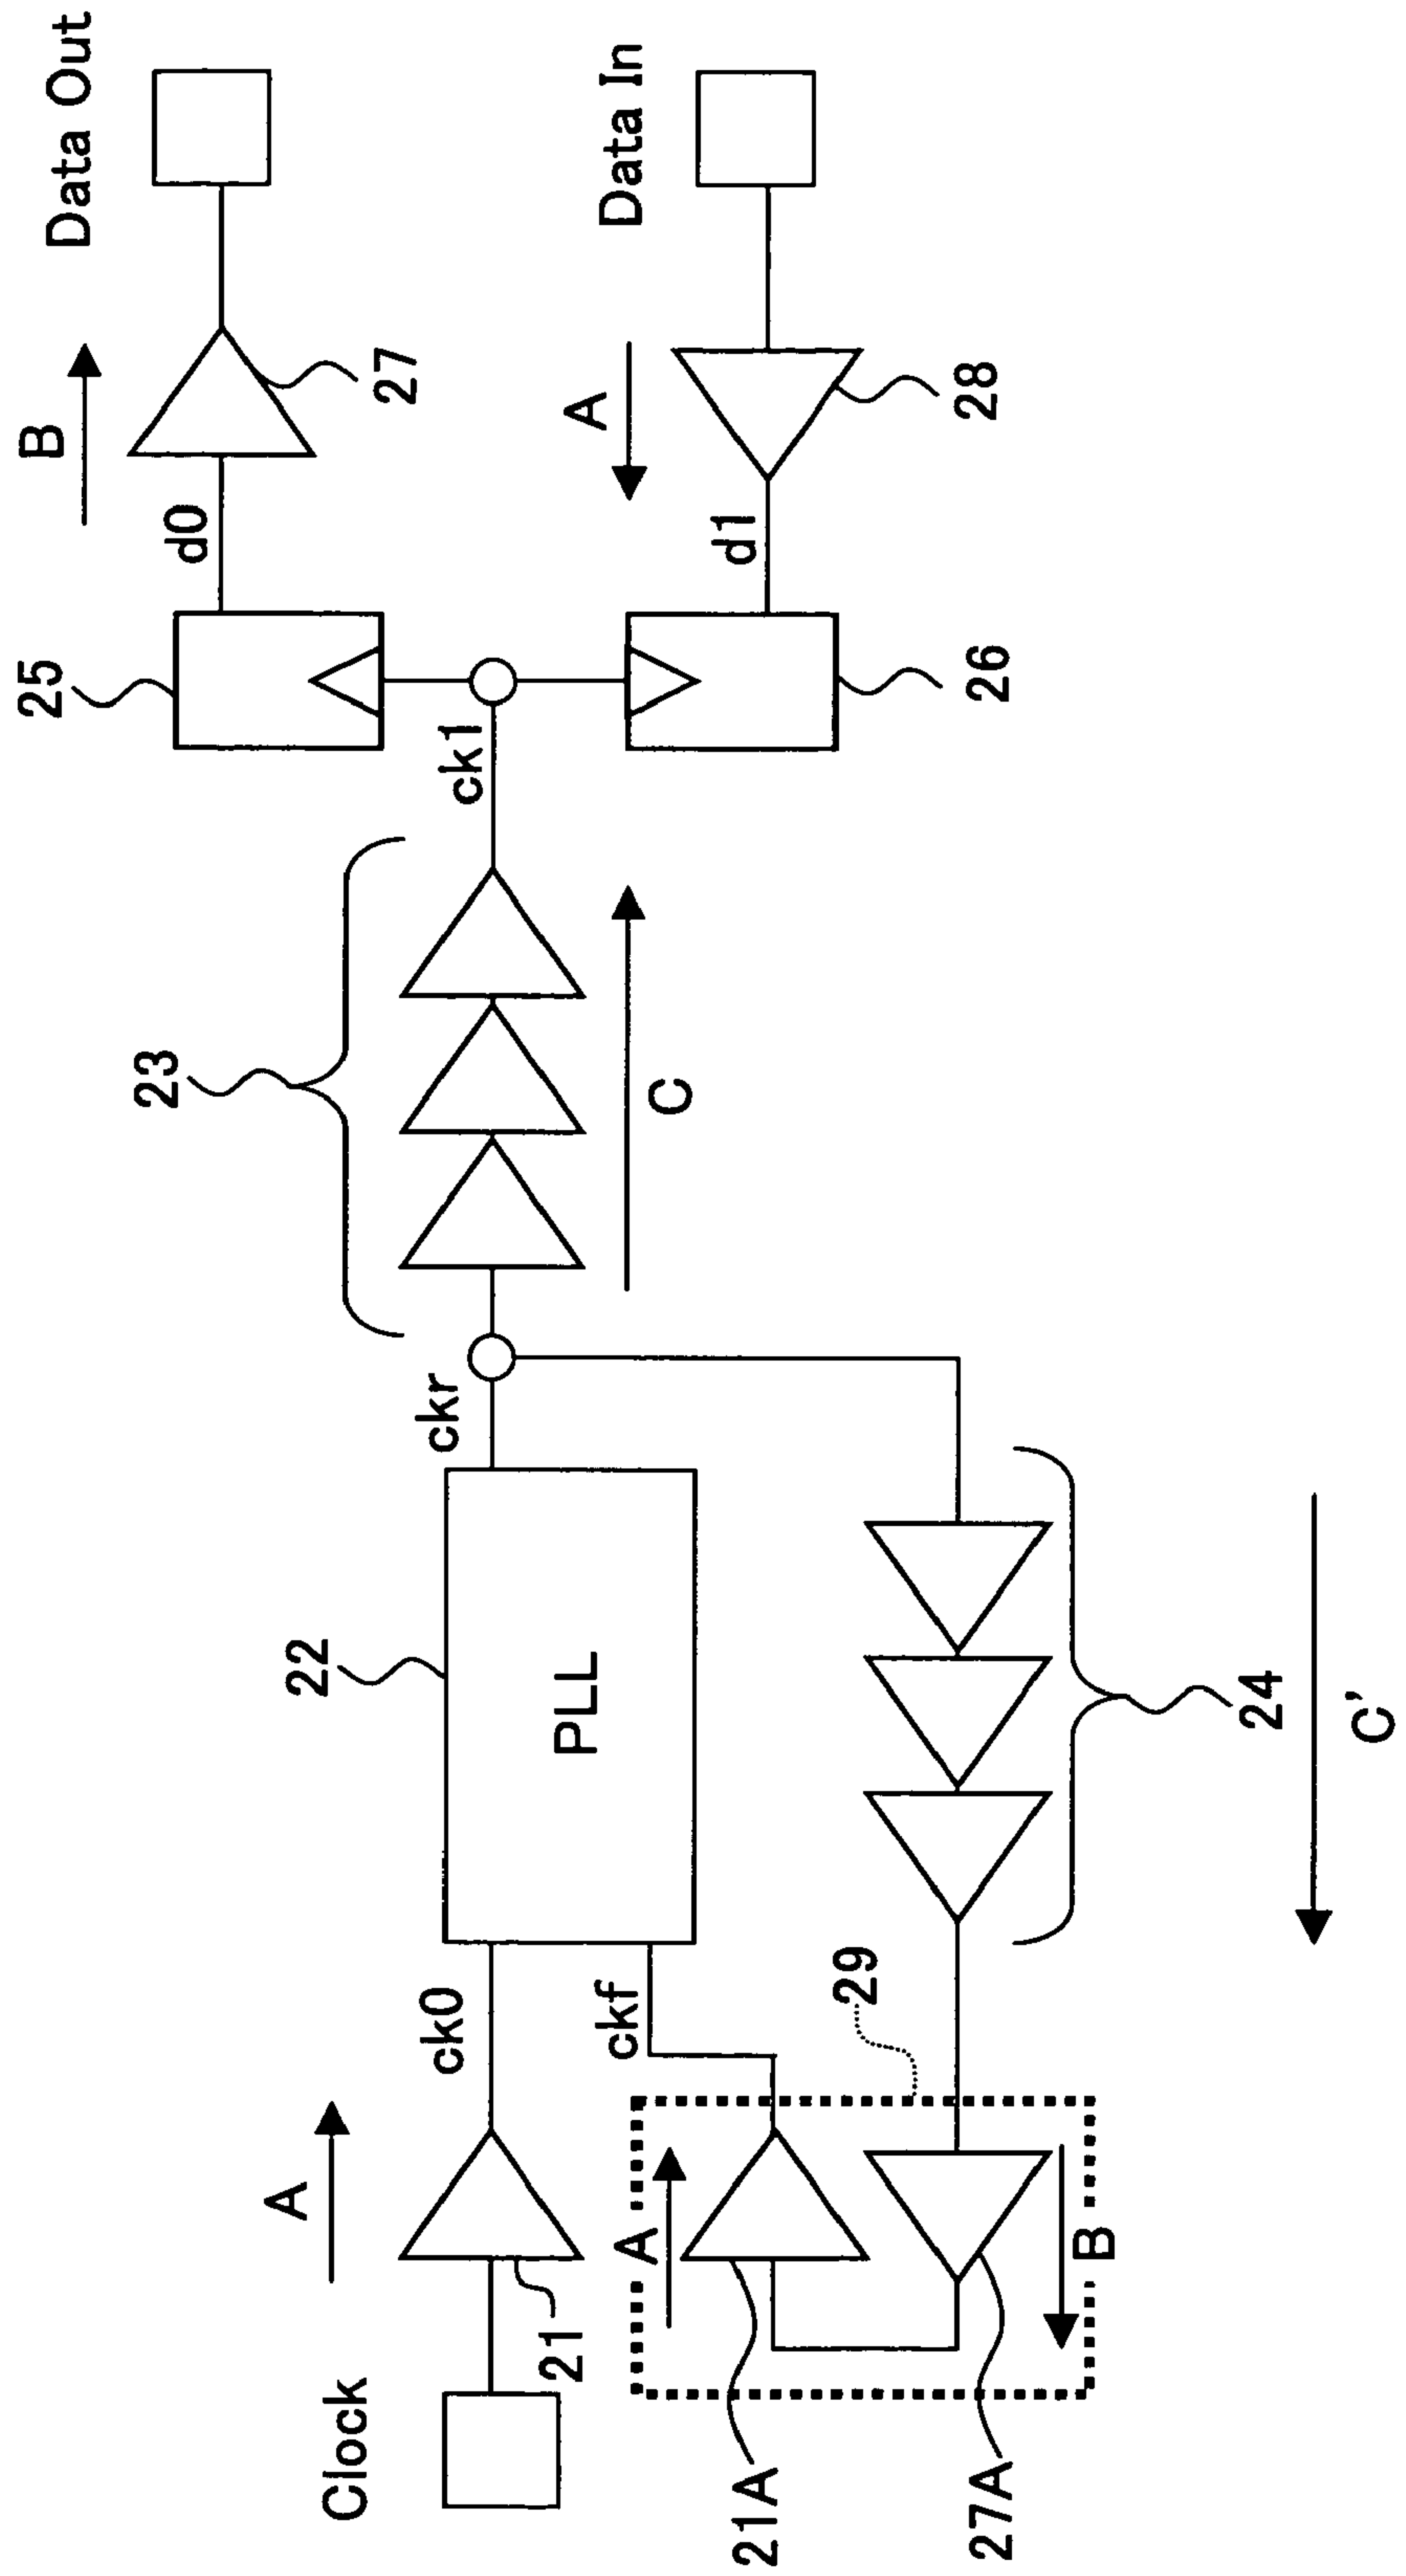 Data Out
Data In
B
27
A
28
d0
d1
25
26
ck1
23
C
ckr
22
PLL
24
C'
ck0
ckf
29
A
A
B
21
Clock
21A
27A